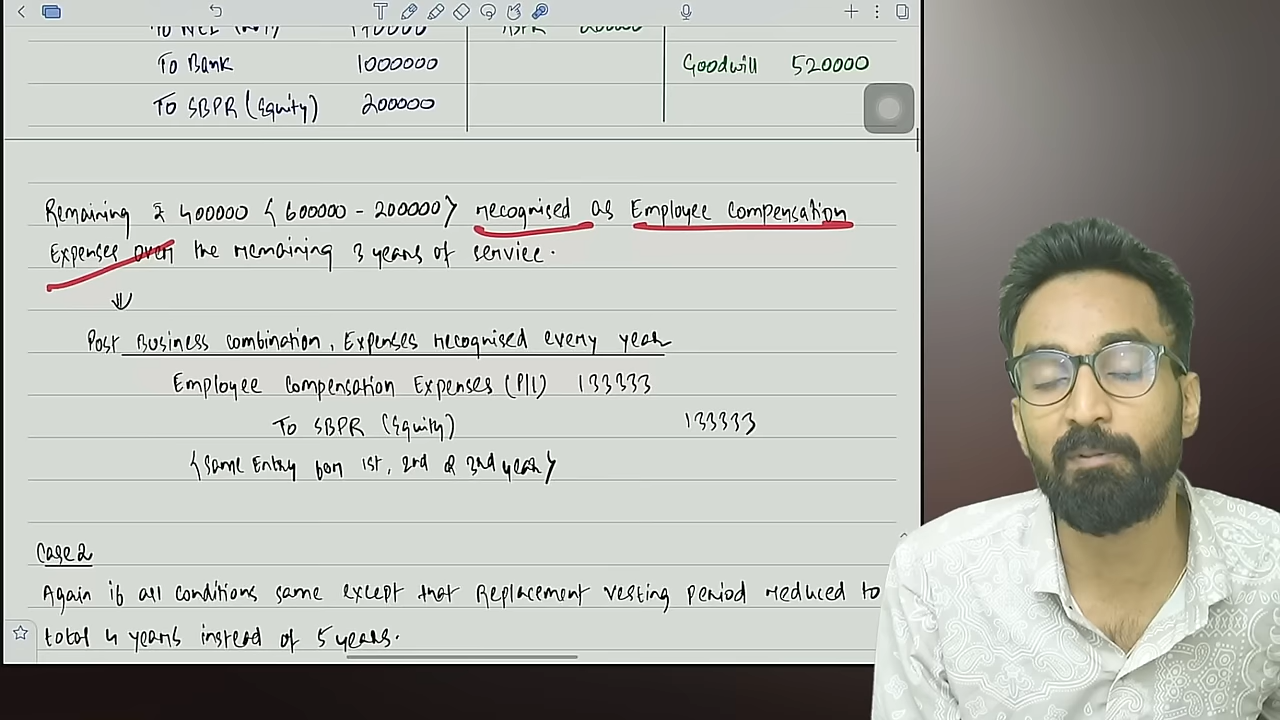 To Bank 1000000 Goodwill 520000
To SBPR (Equity) 200000
Remaining ₹ 400000 {600000 - 200000} recognised as Employee Compensation
Expenses over the remaining 3 years of service.
Post Business combination, Expenses recognised every year
Employee Compensation Expenses (P/L) 133333
To SBPR (Equity) 133333
{Same Entry for 1st, 2nd & 3rd year}
Case 2
Again if all conditions same except that Replacement vesting period reduced to
total 4 years instead of 5 years.